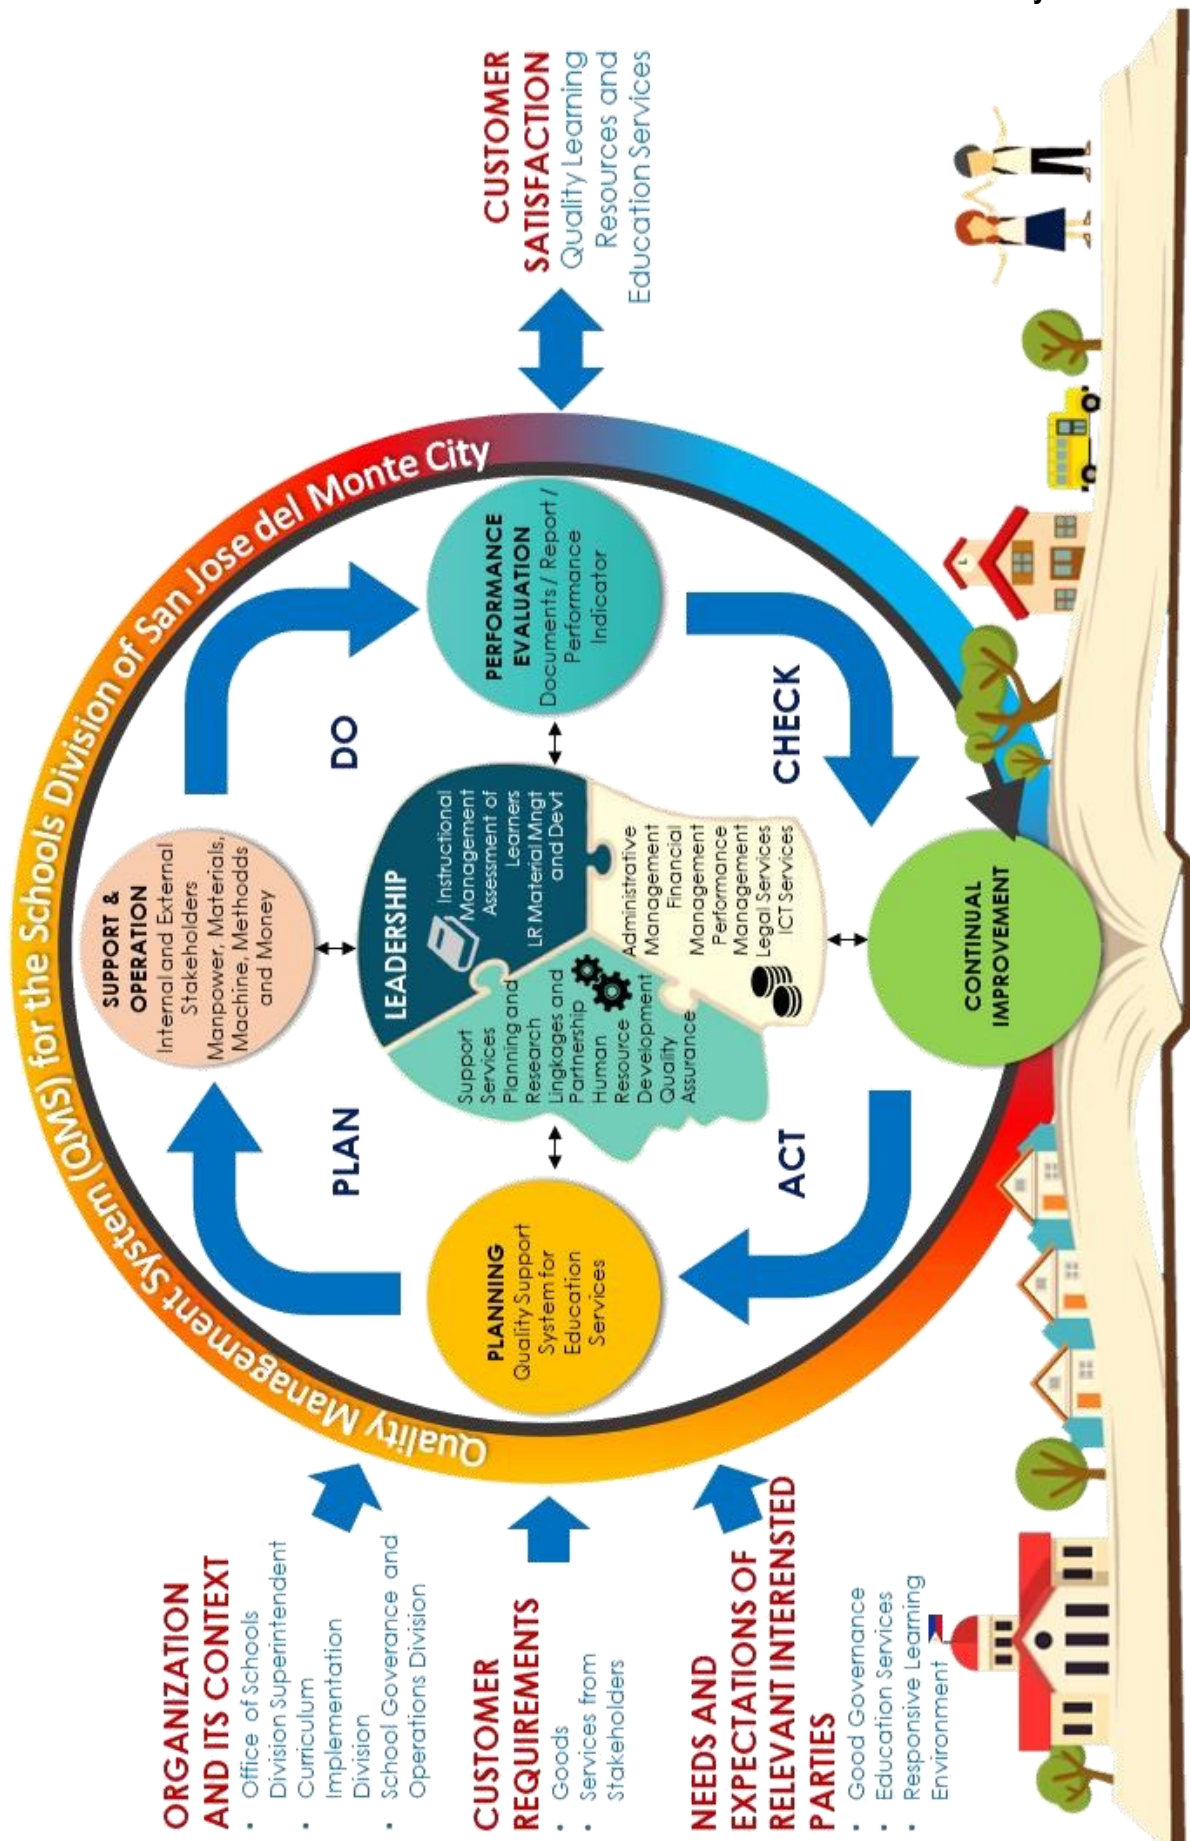 Quality Management System (QMS) for the Schools Division of San Jose del Monte City
ORGANIZATION
AND ITS CONTEXT
• Office of Schools
Division Superintendent
• Curriculum
Implementation
Division
• School Goverance and
Operations Division
CUSTOMER
REQUIREMENTS
• Goods
• Services from
Stakeholders
NEEDS AND
EXPECTATIONS OF
RELEVANT INTERENSTED
PARTIES
• Good Governance
• Education Services
• Responsive Learning
Environment
PLANNING
Quality Support
System for
Education
Services
PLAN
SUPPORT &
OPERATION
Internal and External
Stakeholders
Manpower, Materials,
Machine, Methodds
and Money
DO
LEADERSHIP
Support
Services
Planning and
Research
Lingkages and
Partnership
Human
Resource
Development
Quality
Assurance
Instructional
Management
Assessment of
Learners
LR Material Mngt
and Devt
Administrative
Management
Financial
Management
Performance
Management
Legal Services
ICT Services
PERFORMANCE
EVALUATION
Documents / Report /
Performance
Indicator
CHECK
CONTINUAL
IMPROVEMENT
ACT
CUSTOMER
SATISFACTION
Quality Learning
Resources and
Education Services